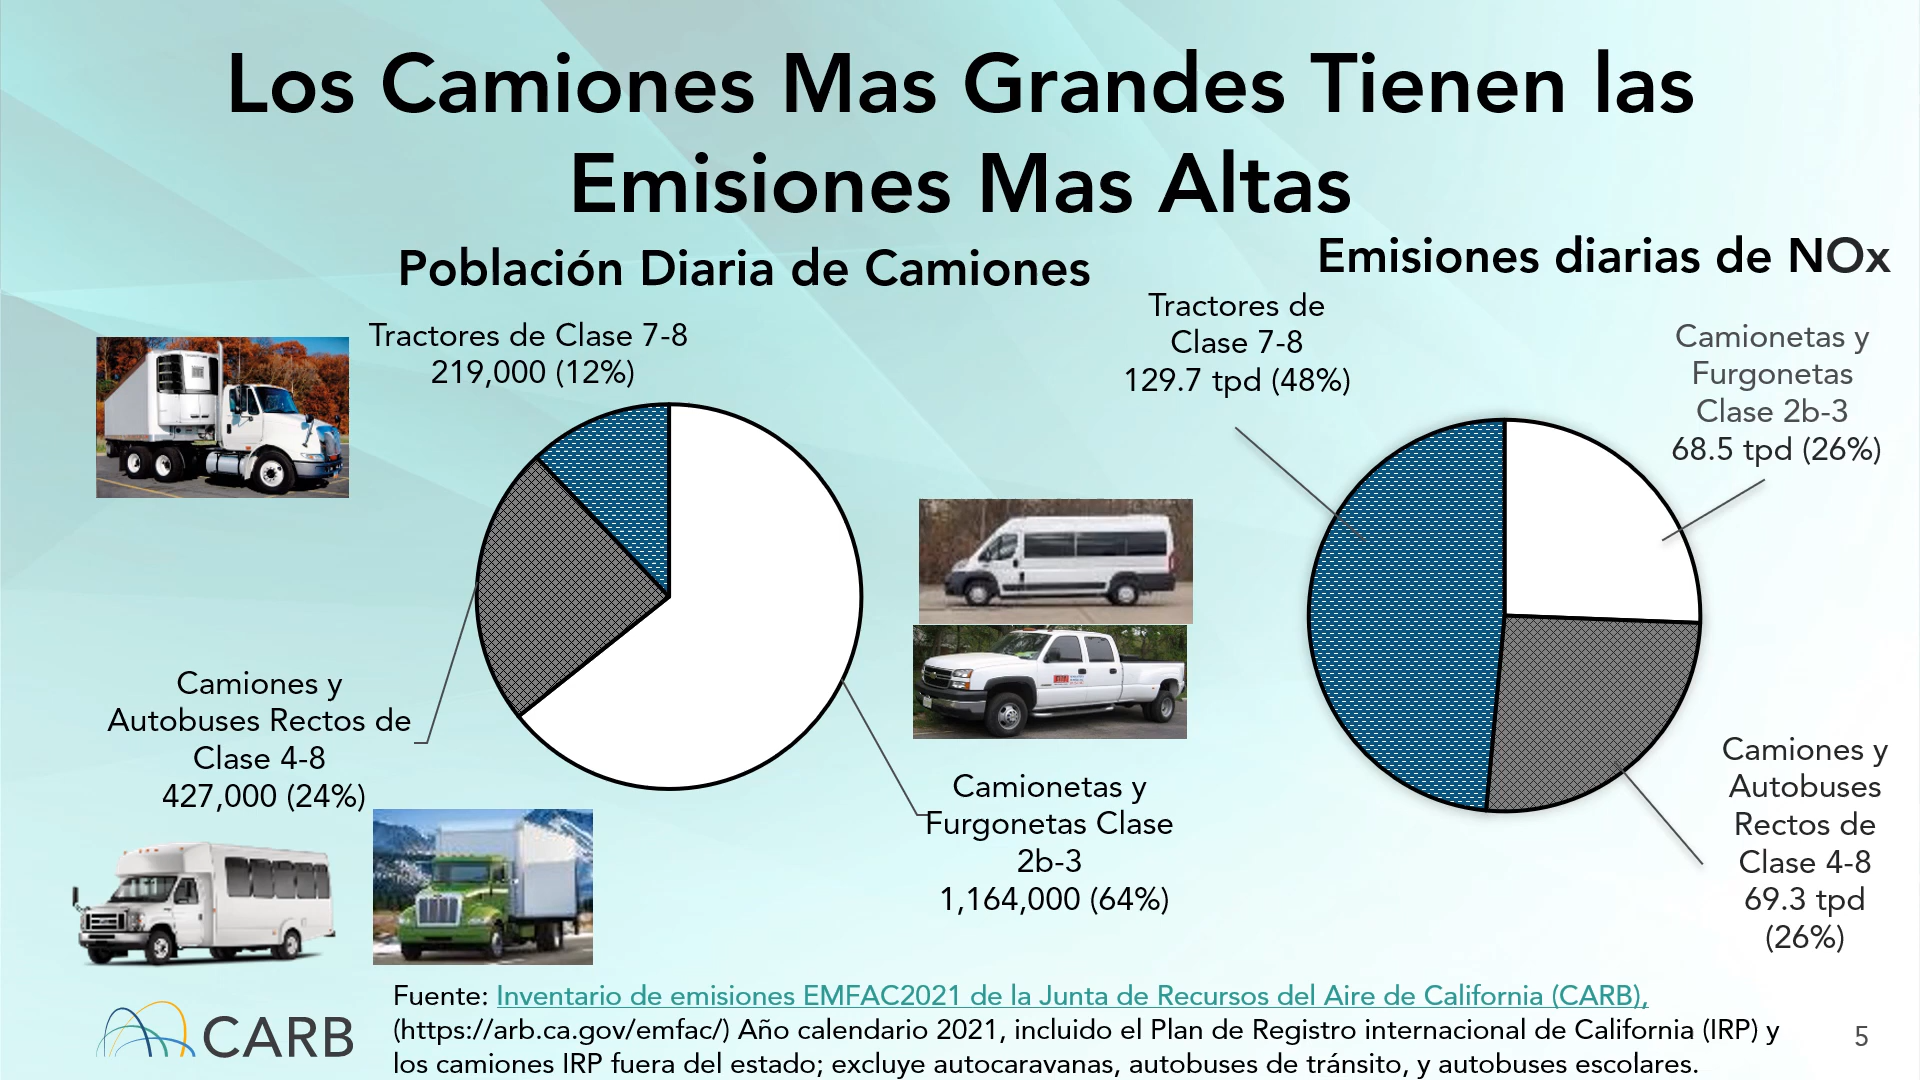 Los Camiones Mas Grandes Tienen las
Emisiones Mas Altas
Población Diaria de Camiones
Tractores de Clase 7-8
219,000 (12%)
Camiones y
Autobuses Rectos de
Clase 4-8
427,000 (24%)
Camionetas y
Furgonetas Clase
2b-3
1,164,000 (64%)
Emisiones diarias de NOx
Tractores de
Clase 7-8
129.7 tpd (48%)
Camionetas y
Furgonetas
Clase 2b-3
68.5 tpd (26%)
Camiones y
Autobuses
Rectos de
Clase 4-8
69.3 tpd
(26%)
CARB
Fuente: Inventario de emisiones EMFAC2021 de la Junta de Recursos del Aire de California (CARB),
(https://arb.ca.gov/emfac/) Año calendario 2021, incluido el Plan de Registro internacional de California (IRP) y
los camiones IRP fuera del estado; excluye autocaravanas, autobuses de tránsito, y autobuses escolares.
5